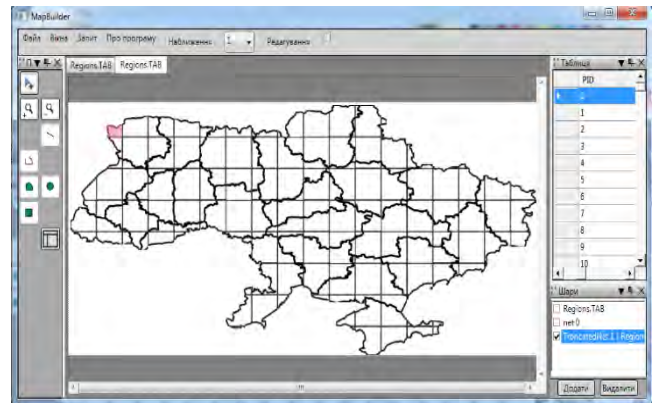 MapBuilder
Файл Вікна Запит Про програму Наближення 1 Редагування
Regions.TAB Regions.TAB
Таблиця
PID
0
1
2
3
4
5
6
7
8
9
10
Шари
Regions.TAB
net 0
Додати Видалити